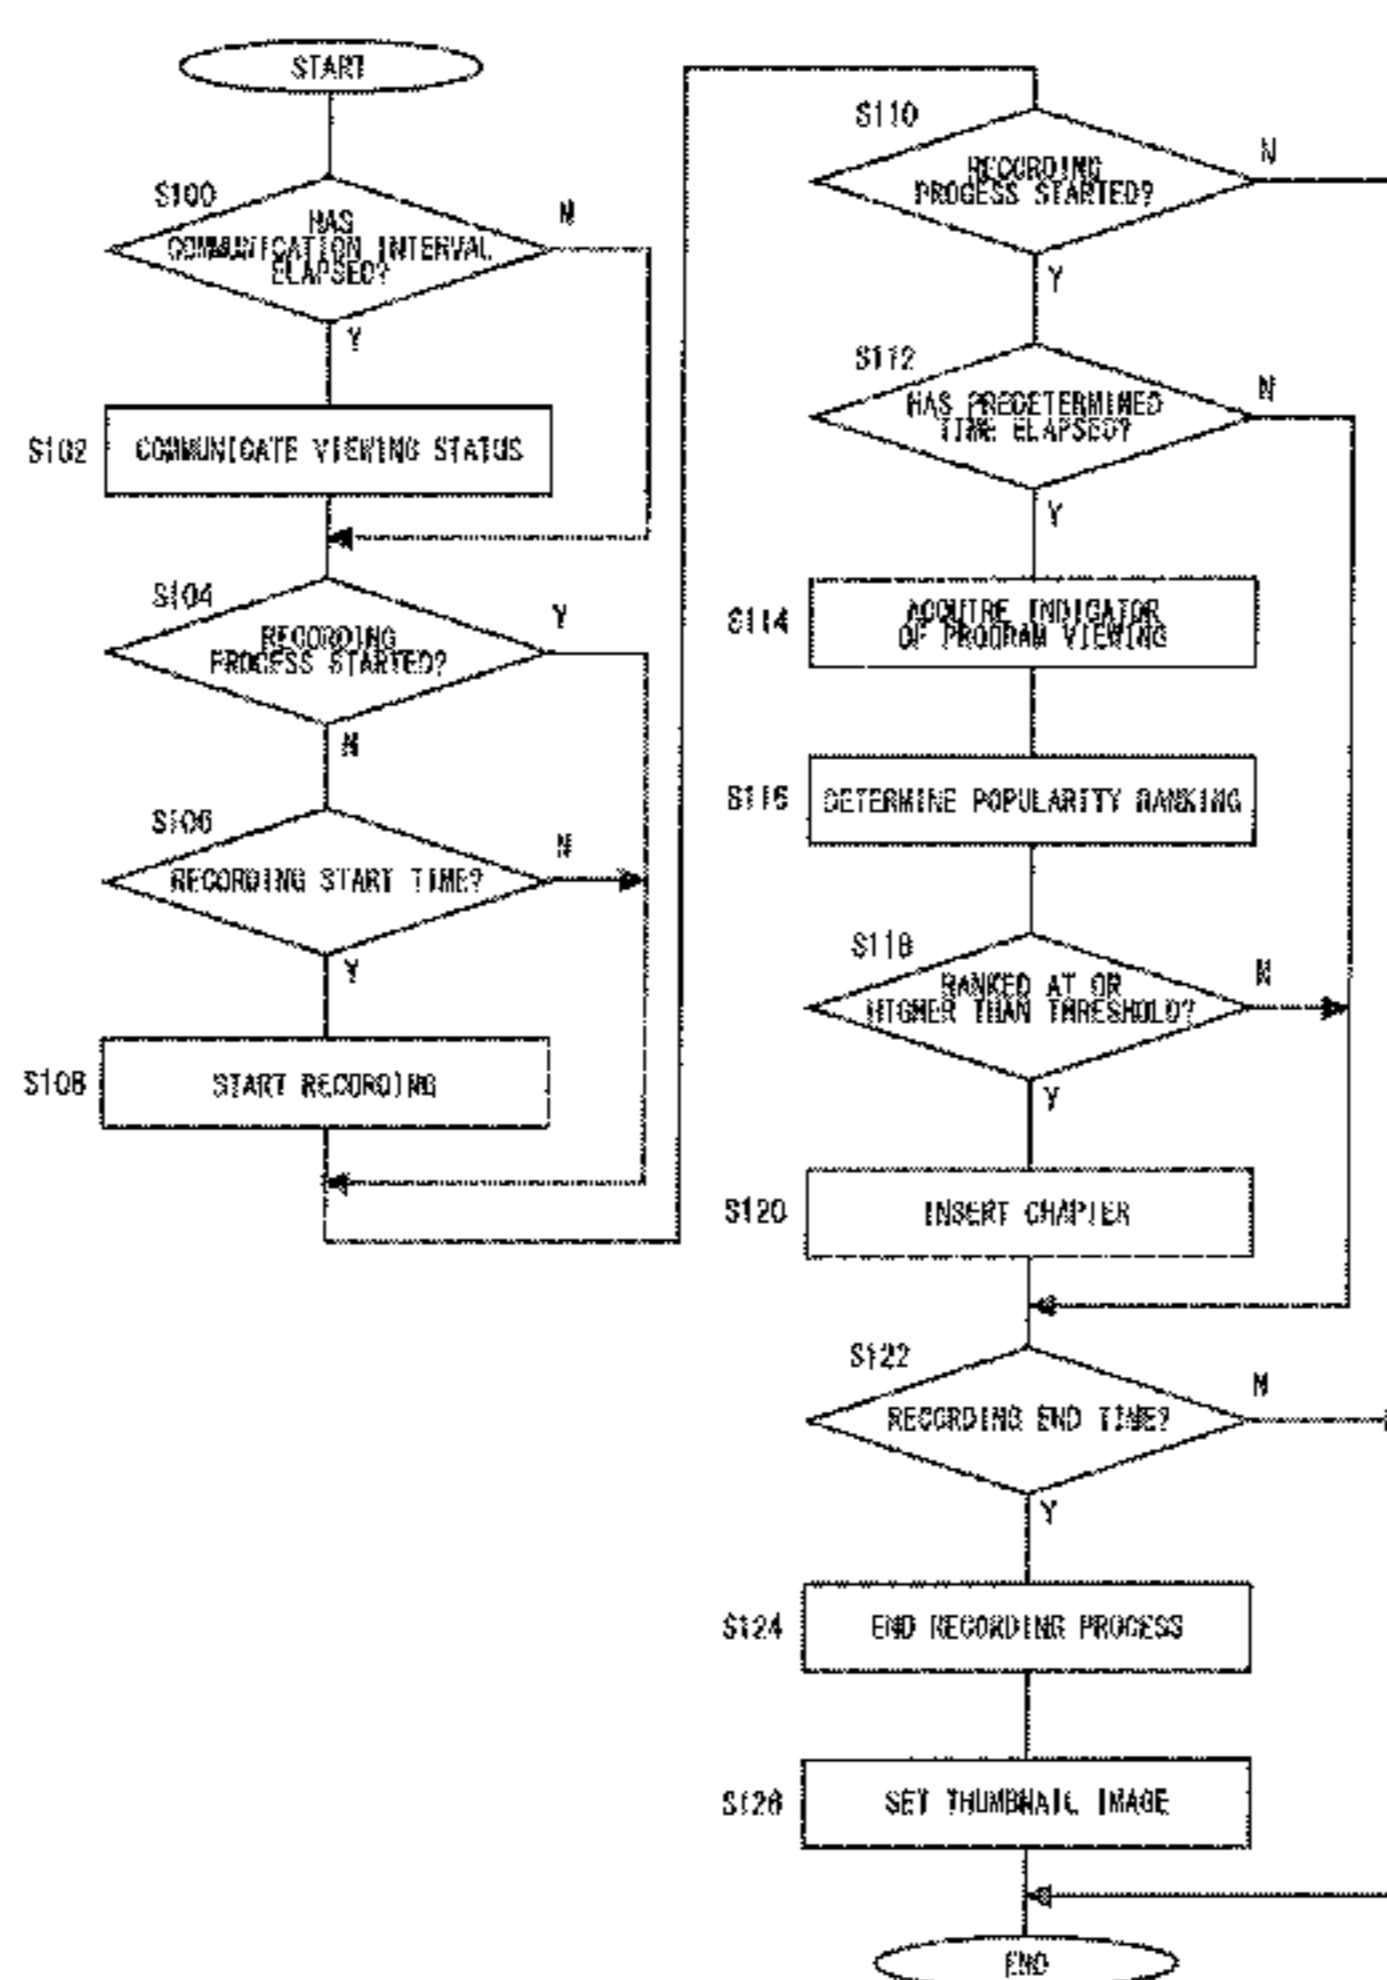 START
S100
HAS
COMMUNICATION INTERVAL
ELAPSED?
N
Y
S102
COMMUNICATE VIEWING STATUS
S104
RECORDING
PROCESS STARTED?
Y
N
S106
RECORDING START TIME?
N
Y
S108
START RECORDING
S110
RECORDING
PROCESS STARTED?
N
Y
S112
HAS PREDETERMINED
TIME ELAPSED?
N
Y
S114
ACQUIRE INDICATOR
OF PROGRAM VIEWING
S116
DETERMINE POPULARITY RANKING
S118
RANKED AT OR
HIGHER THAN THRESHOLD?
N
Y
S120
INSERT CHAPTER
S122
RECORDING END TIME?
N
Y
S124
END RECORDING PROCESS
S126
SET THUMBNAIL IMAGE
END